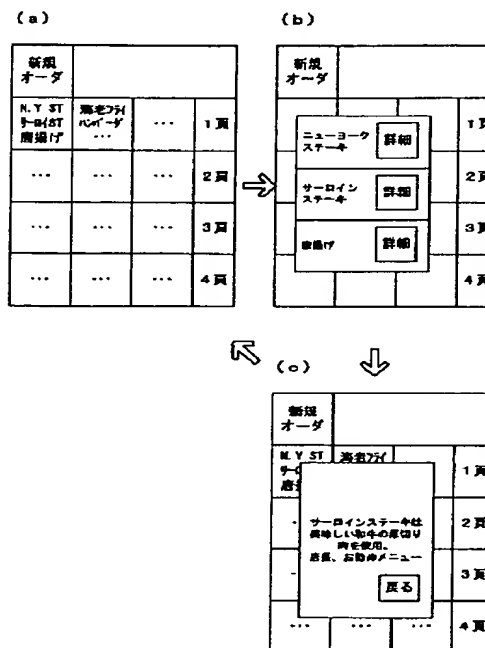 (a)
新規
オーダ
N.Y ST
サーロイST
唐揚げ
海老フライ
ハンバーグ
...
...
1頁
...
...
...
2頁
...
...
...
3頁
...
...
...
4頁
(b)
新規
オーダ
ニューヨーク
ステーキ
詳細
サーロイン
ステーキ
詳細
唐揚げ
詳細
1頁
2頁
3頁
4頁
(c)
新規
オーダ
N.Y ST
海老フライ
1頁
サーロインステーキは
美味しい和牛の厚切り
肉を使用。
店長、お勧めメニュー
戻る
2頁
3頁
...
...
...
4頁